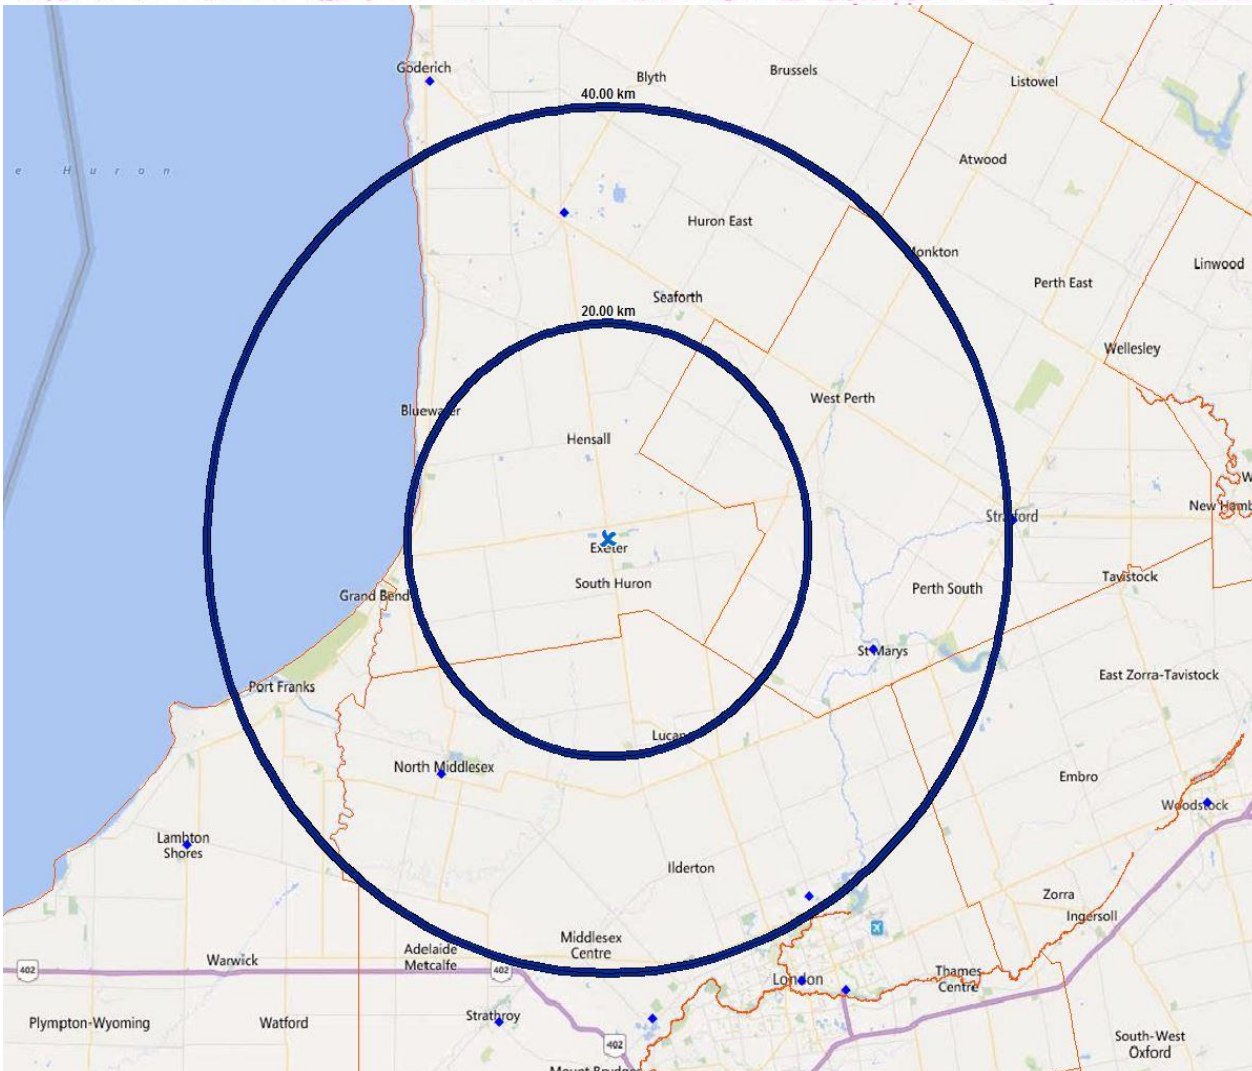 Goderich
Blyth
Brussels
Listowel
40.00 km
Atwood
e Huron
Huron East
Monkton
Linwood
Perth East
Seaforth
20.00 km
Wellesley
West Perth
Bluewater
Hensall
New Hamb
Stratford
Exeter
South Huron
Tavistock
Perth South
Grand Bend
St Marys
East Zorra-Tavistock
Port Franks
Lucan
North Middlesex
Embro
Woodstock
Lambton
Shores
Ilderton
Zorra
Ingersoll
Middlesex
Centre
Adelaide
Metcalfe
Warwick
402
402
London
Thames
Centre
Strathroy
Plympton-Wyoming
Watford
402
South-West
Oxford